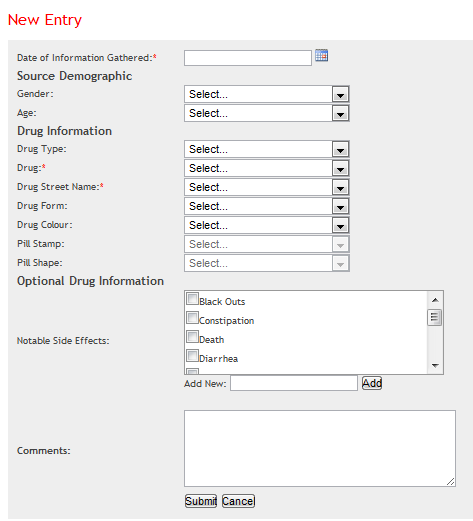 New Entry
Date of Information Gathered:*
Source Demographic
Gender: Select...
Age: Select...
Drug Information
Drug Type: Select...
Drug:* Select...
Drug Street Name:* Select...
Drug Form: Select...
Drug Colour: Select...
Pill Stamp: Select...
Pill Shape: Select...
Optional Drug Information
Black Outs
Constipation
Notable Side Effects: Death
Diarrhea
Add New: Add
Comments:
Submit Cancel